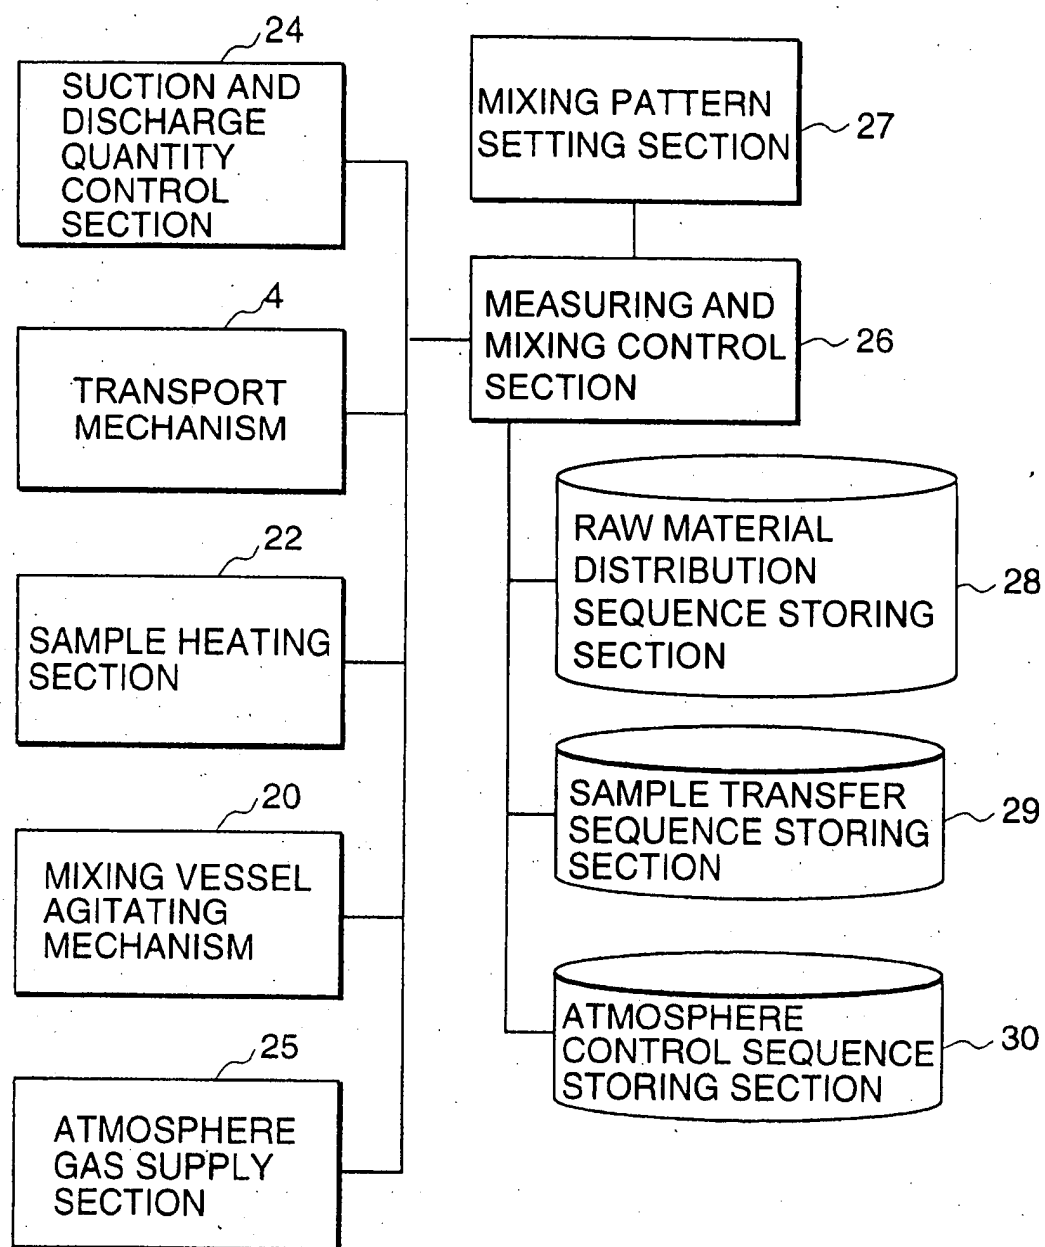 24
SUCTION AND
DISCHARGE
QUANTITY
CONTROL
SECTION
4
TRANSPORT
MECHANISM
22
SAMPLE HEATING
SECTION
20
MIXING VESSEL
AGITATING
MECHANISM
25
ATMOSPHERE
GAS SUPPLY
SECTION
MIXING PATTERN
SETTING SECTION
27
MEASURING AND
MIXING CONTROL
SECTION
26
RAW MATERIAL
DISTRIBUTION
SEQUENCE STORING
SECTION
28
SAMPLE TRANSFER
SEQUENCE STORING
SECTION
29
ATMOSPHERE
CONTROL SEQUENCE
STORING SECTION
30